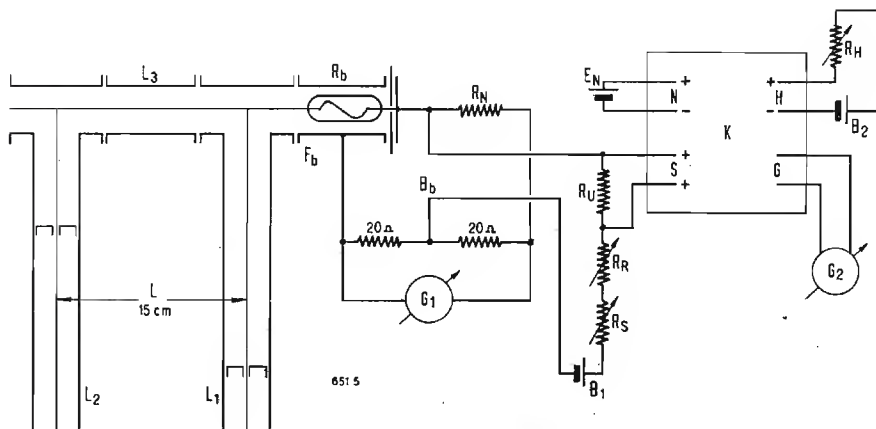 L3
Rb
RN
EN
+
N
-
K
+
H
-
RH
B2
Fb
Bb
20Ω
20Ω
G1
+
S
+
RU
G
G2
RR
RS
B1
L
15 cm
L2
L1
651 5